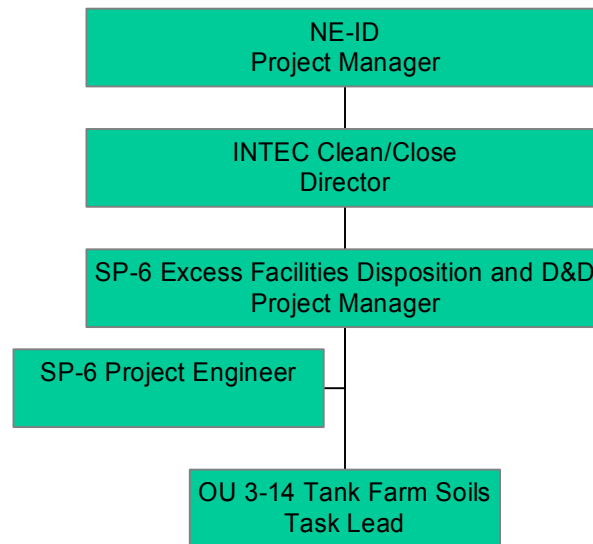 NE-ID
Project Manager
INTEC Clean/Close
Director
SP-6 Excess Facilities Disposition and D&D
Project Manager
SP-6 Project Engineer
OU 3-14 Tank Farm Soils
Task Lead